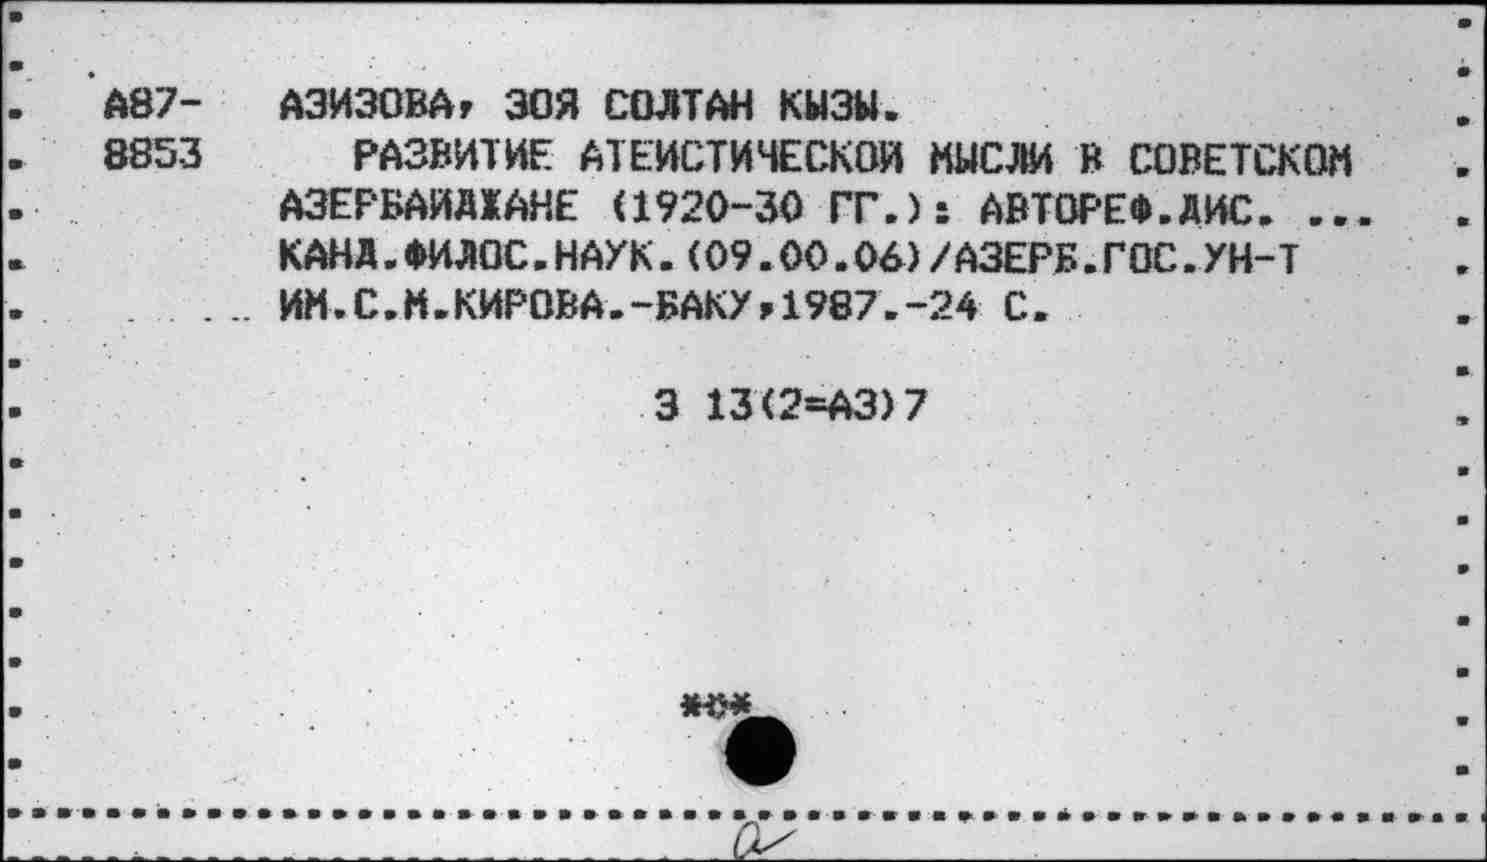 А87- АЗИЗОВА, ЗОЯ СОЛТАН КЫЗЫ.
8853 РАЗВИТИЕ АТЕИСТИЧЕСКОЙ МЫСЛИ В СОВЕТСКОМ
АЗЕРБАЙДЖАНЕ (1920-30 ГГ.): АВТОРЕФ.ДИС. ...
КАНД.ФИЛОС.НАУК.(09.00.06)/АЗЕРБ.ГОС.УН-Т
ИМ.С.М.КИРОВА.-БАКУ,1987.-24 С.
З 13(2=АЗ)7
*0*
а